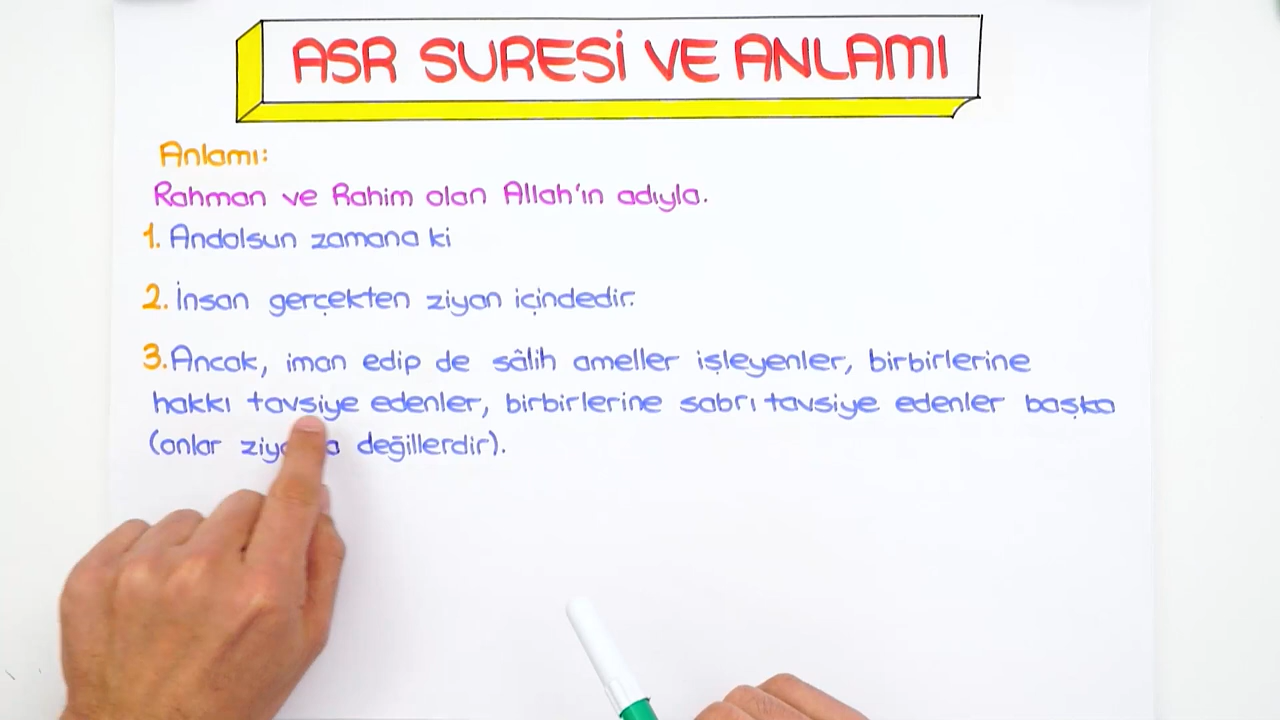 ASR SURESİ VE ANLAMI
Anlamı:
Rahman ve Rahim olan Allah'ın adıyla.
1. Andolsun zamana ki
2. İnsan gerçekten ziyan içindedir.
3. Ancak, iman edip de sâlih ameller işleyenler, birbirlerine
hakkı tavsiye edenler, birbirlerine sabrı tavsiye edenler başka
(onlar değillerdir).